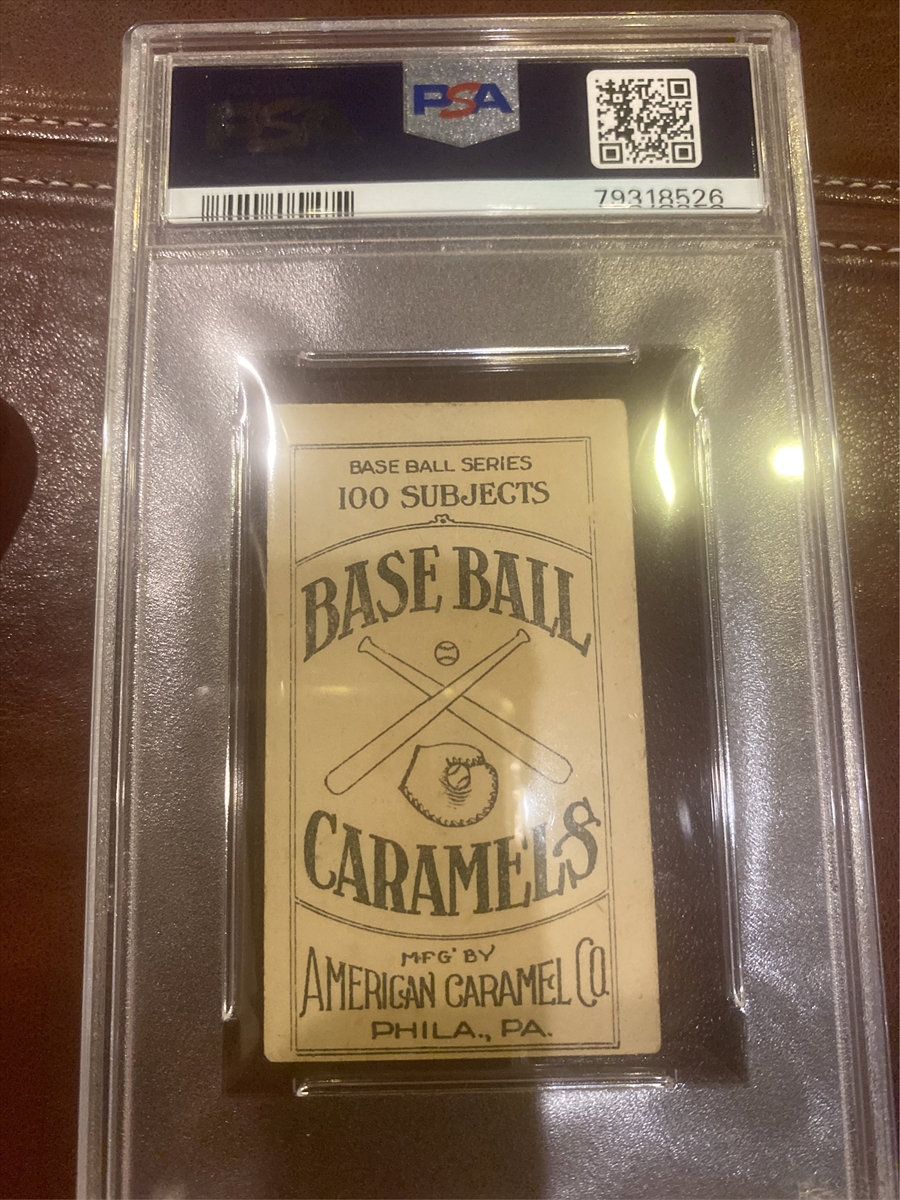 PSA
79318526
BASE BALL SERIES
100 SUBJECTS
BASE BALL
CARAMELS
MFG' BY
AMERICAN CARAMEL CO.
PHILA., PA.